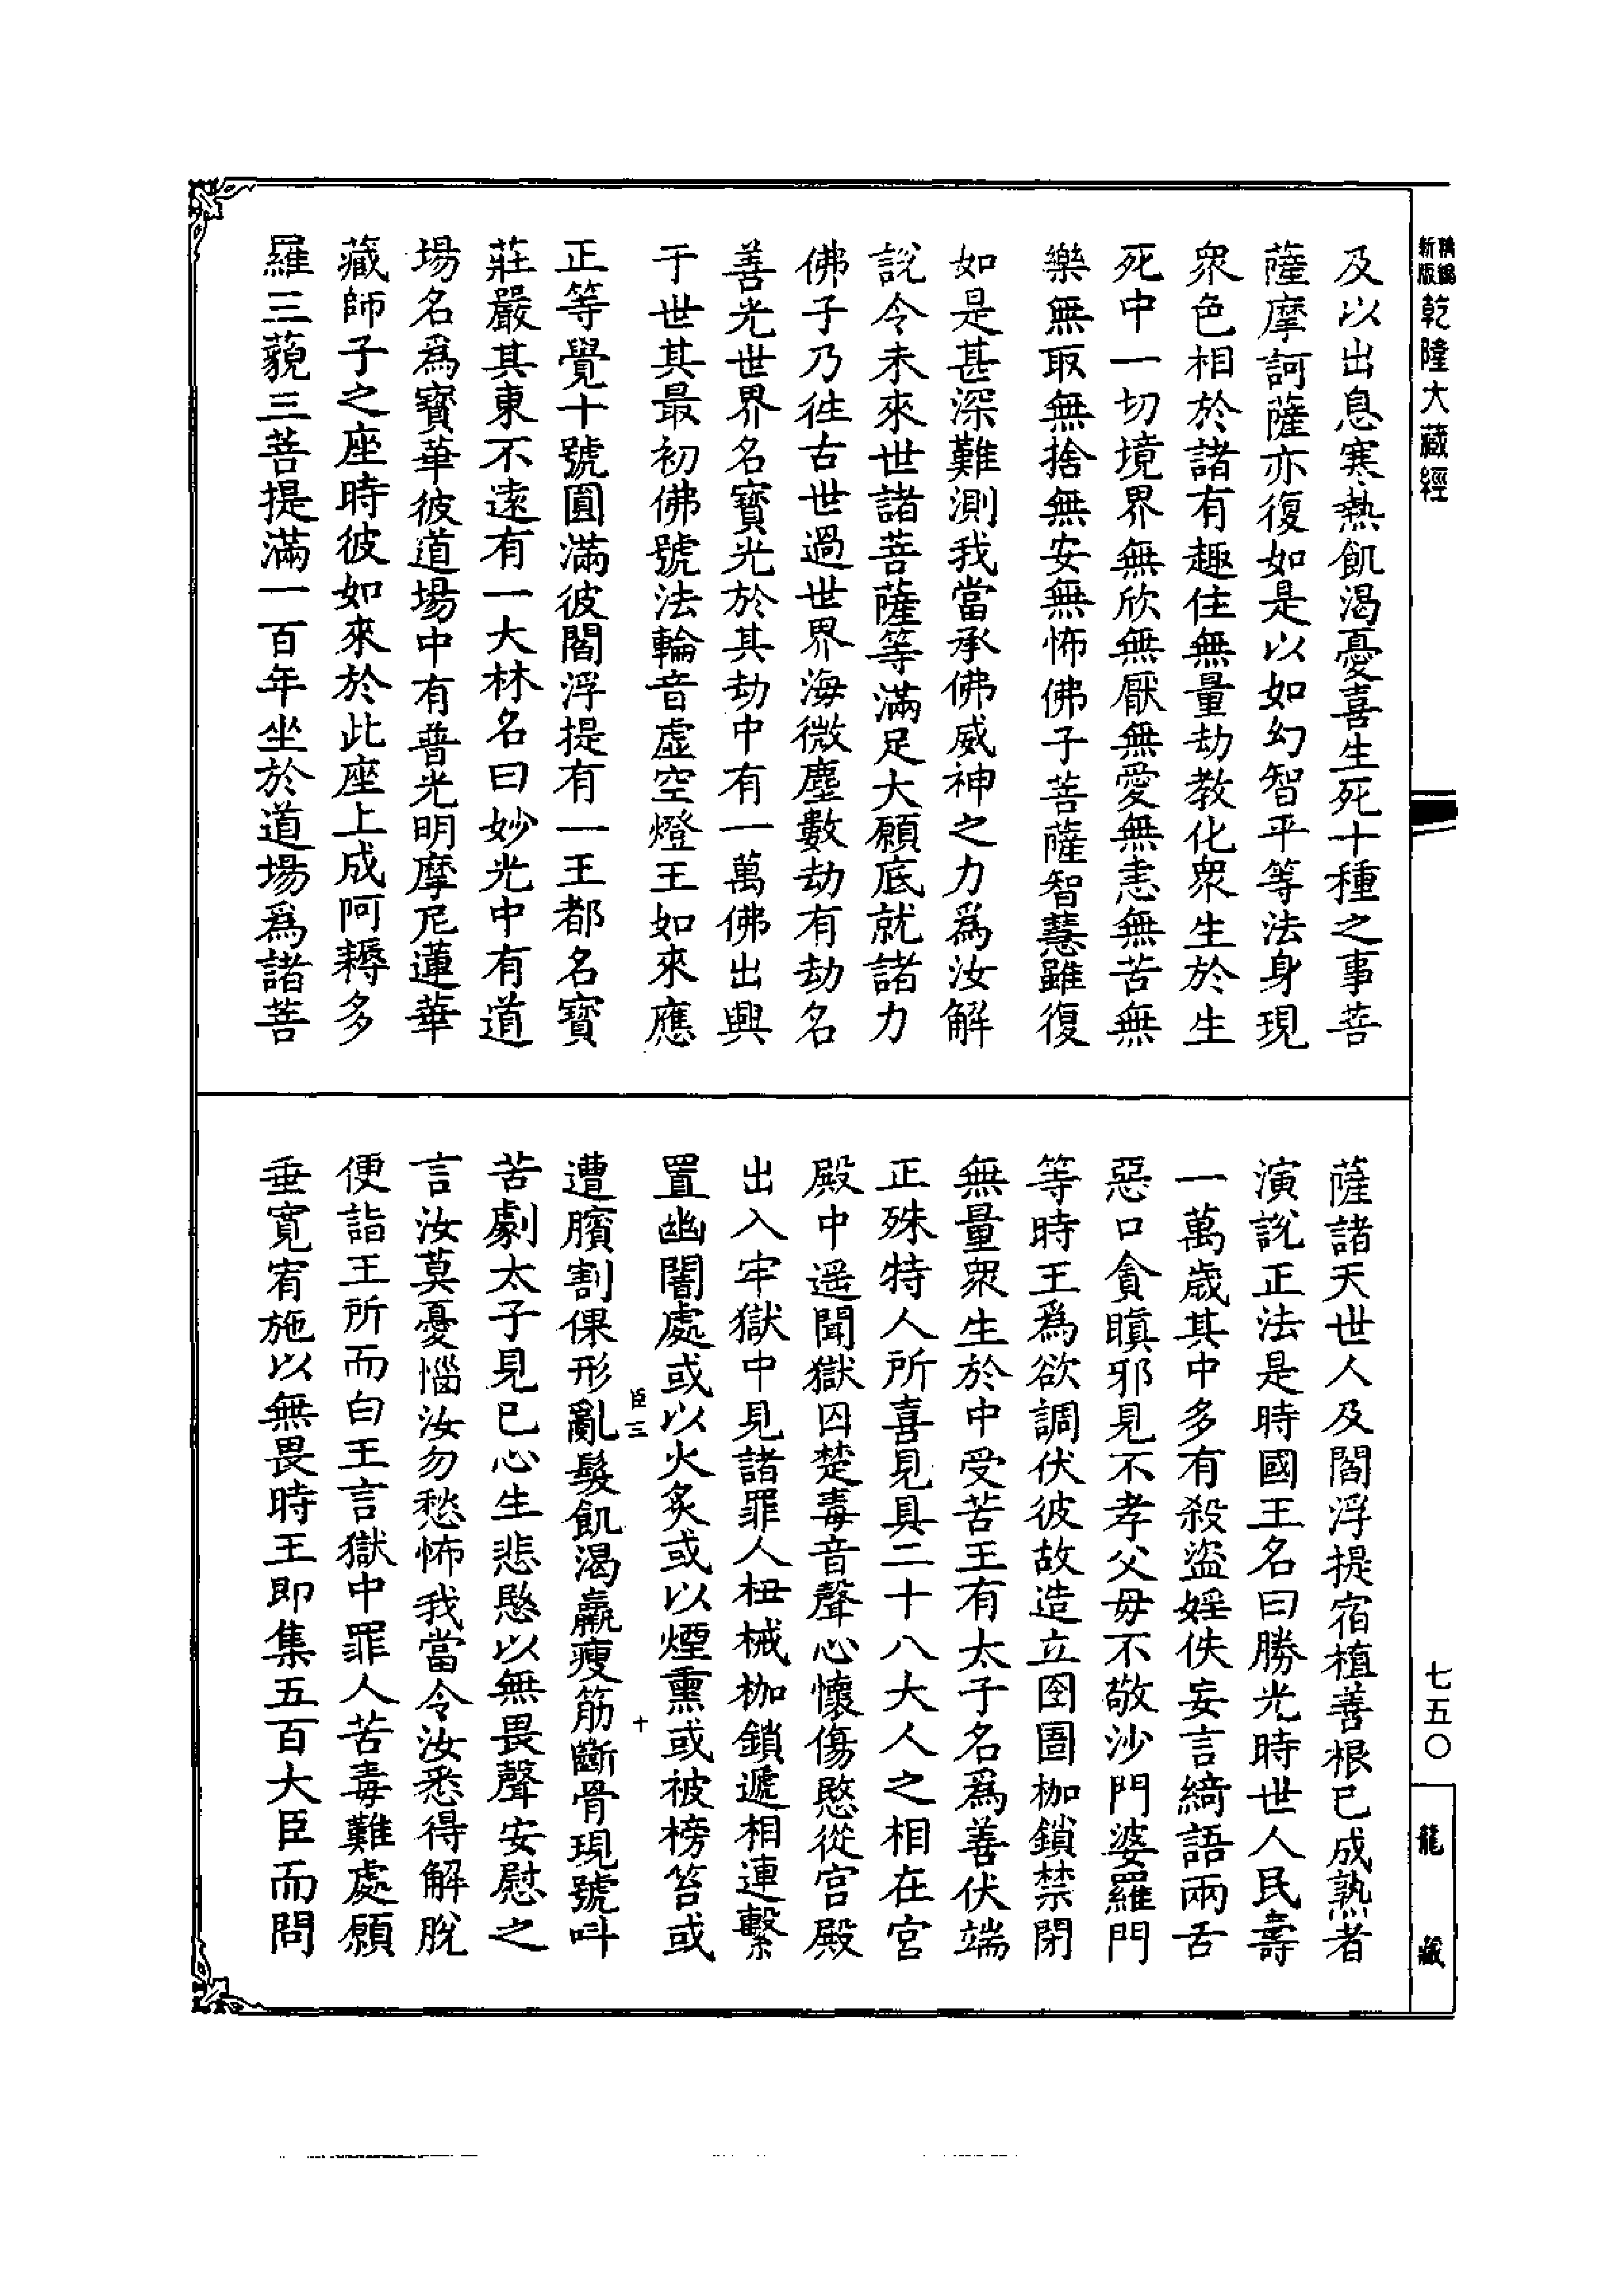 新版精編乾隆大藏經
及以出息寒熱飢渴憂喜生死十種之事菩
薩摩訶薩亦復如是以如幻智平等法身現
衆色相於諸有趣住無量劫教化衆生於生
死中一切境界無欣無厭無愛無恚無苦無
樂無取無捨無安無怖佛子菩薩智慧雖復
如是甚深難測我當承佛威神之力爲汝解
說令未來世諸菩薩等滿足大願底就諸力
佛子乃徃古世過世界海微塵數劫有劫名
善光世界名寶光於其劫中有一萬佛出興
于世其最初佛號法輪音虛空燈王如來應
正等覺十號圓滿彼閻浮提有一王都名寶
莊嚴其東不遠有一大林名曰妙光中有道
場名爲寶華彼道場中有普光明摩尼蓮華
藏師子之座時彼如來於此座上成阿耨多
羅三藐三菩提滿一百年坐於道場爲諸菩
薩諸天世人及閻浮提宿植善根已成熟者
演說正法是時國王名曰勝光時世人民壽
一萬歲其中多有殺盜婬佚妄言綺語兩舌
惡口貪瞋邪見不孝父母不敬沙門婆羅門
等時王爲欲調伏彼故造立囹圄枷鎖禁閉
無量衆生於中受苦王有太子名爲善伏端
正殊特人所喜見具二十八大人之相在宮
殿中遥聞獄囚楚毒音聲心懷傷愍從宮殿
出入牢獄中見諸罪人杻械枷鎖遞相連繫
置幽闇處或以火炙或以煙熏或被榜笞或
臣三 十
遭臏割倮形亂髮飢渴羸瘦筋斷骨現號呌
苦劇太子見已心生悲愍以無畏聲安慰之
言汝莫憂惱汝勿愁怖我當令汝悉得解脫
便詣王所而白王言獄中罪人苦毒難處願
垂寬宥施以無畏時王即集五百大臣而問
七五〇
龍藏